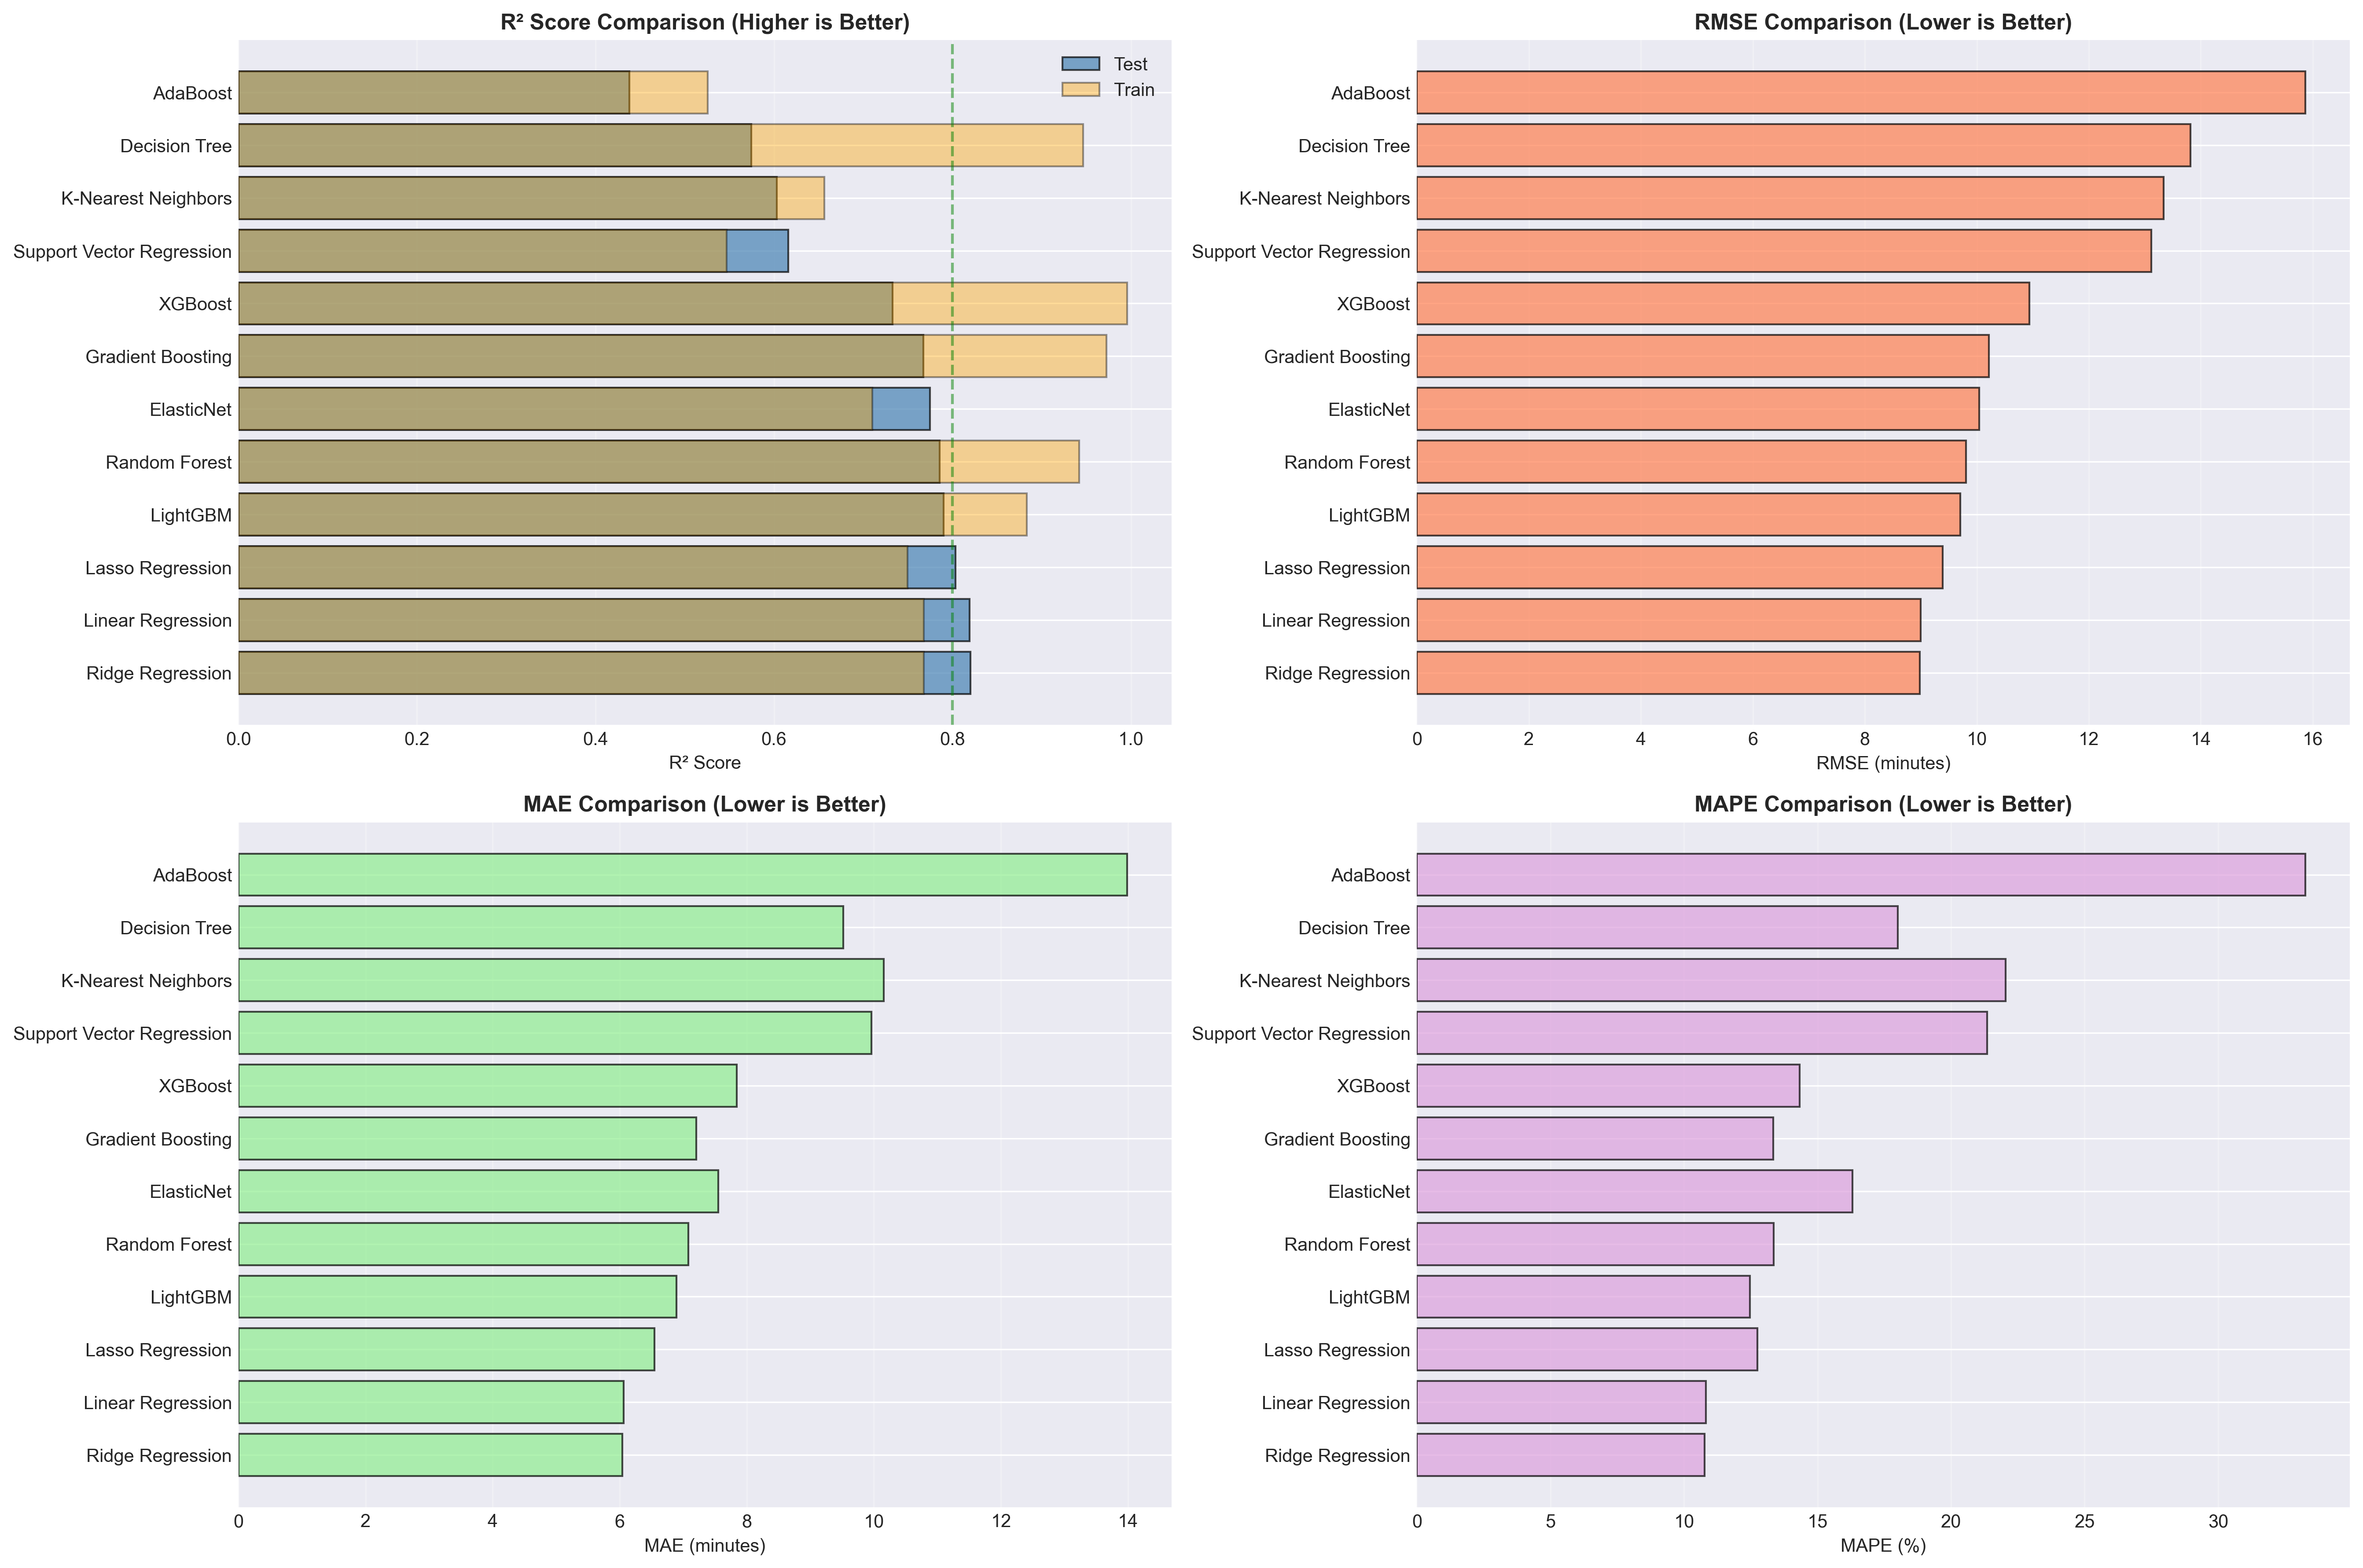 R² Score Comparison (Higher is Better)
Test
Train
AdaBoost
Decision Tree
K-Nearest Neighbors
Support Vector Regression
XGBoost
Gradient Boosting
ElasticNet
Random Forest
LightGBM
Lasso Regression
Linear Regression
Ridge Regression
0.0 0.2 0.4 0.6 0.8 1.0
R² Score
RMSE Comparison (Lower is Better)
AdaBoost
Decision Tree
K-Nearest Neighbors
Support Vector Regression
XGBoost
Gradient Boosting
ElasticNet
Random Forest
LightGBM
Lasso Regression
Linear Regression
Ridge Regression
0 2 4 6 8 10 12 14 16
RMSE (minutes)
MAE Comparison (Lower is Better)
AdaBoost
Decision Tree
K-Nearest Neighbors
Support Vector Regression
XGBoost
Gradient Boosting
ElasticNet
Random Forest
LightGBM
Lasso Regression
Linear Regression
Ridge Regression
0 2 4 6 8 10 12 14
MAE (minutes)
MAPE Comparison (Lower is Better)
AdaBoost
Decision Tree
K-Nearest Neighbors
Support Vector Regression
XGBoost
Gradient Boosting
ElasticNet
Random Forest
LightGBM
Lasso Regression
Linear Regression
Ridge Regression
0 5 10 15 20 25 30
MAPE (%)